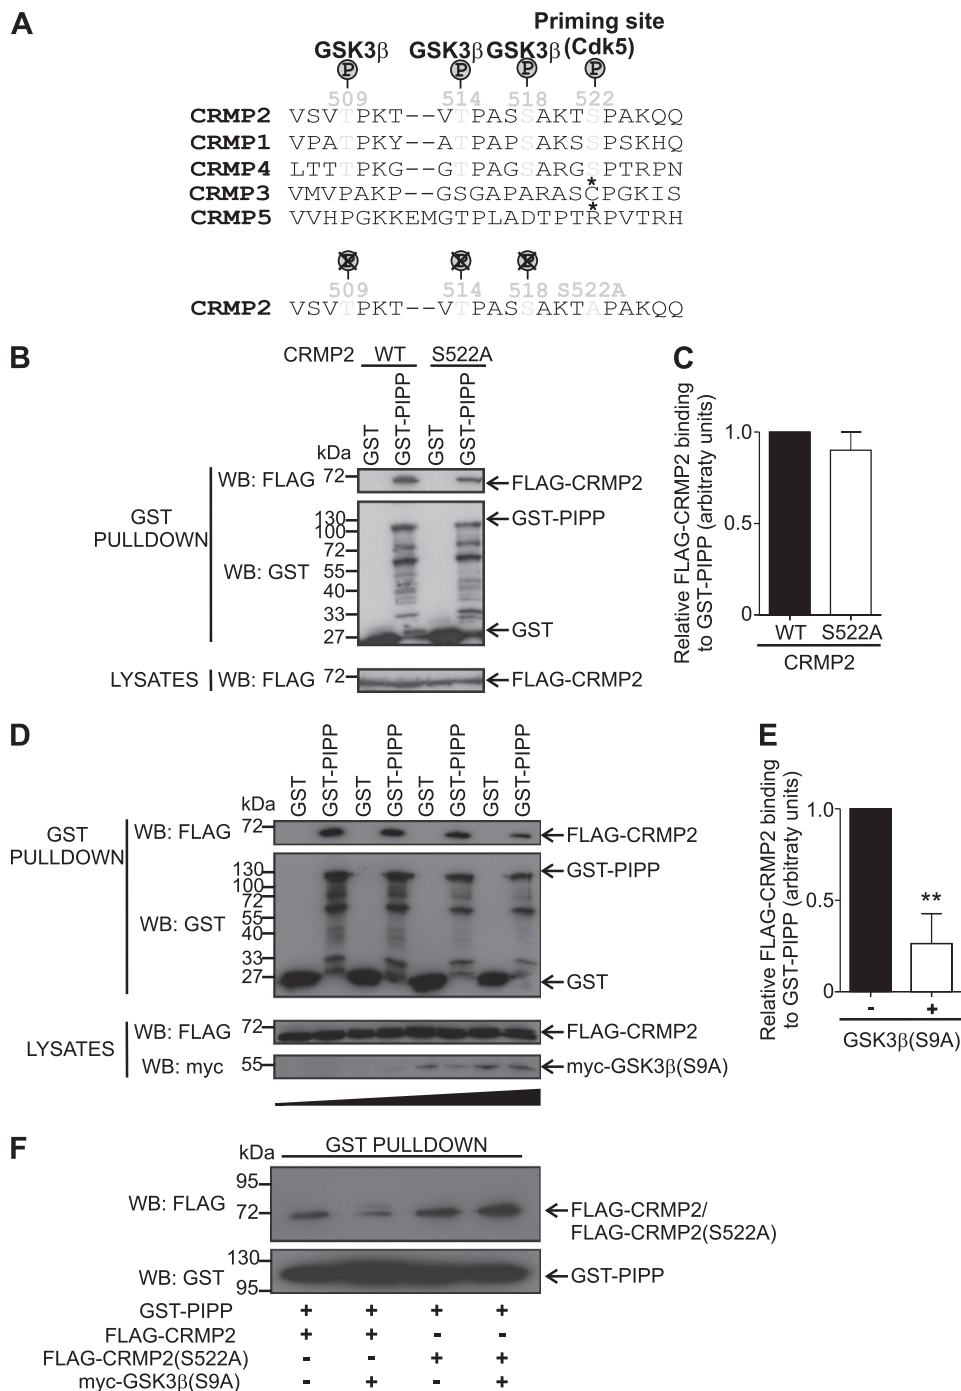 A
Priming site
GSK3β GSK3β GSK3β (Cdk5)
P P P P
509 514 518 522
CRMP2 VSVTPKT--VTPASSAKTSPAKQQ
CRMP1 VPATPKY--ATPAPSAKSSPSKHQ
CRMP4 LTTTPKG--GTPAGSARGSPTRPN
*
CRMP3 VMVPAKP--GSGAPARASCPGKIS
*
CRMP5 VVHPGKKEMGTPLADTPTRPVTRH
P P P
509 514 518 S522A
CRMP2 VSVTPKT--VTPASSAKTAPAKQQ
B
CRMP2 WT S522A
GST GST-PIPP GST GST-PIPP
kDa
WB: FLAG 72 FLAG-CRMP2
GST PULLDOWN
WB: GST
130
100
72
55
40
33
27
GST-PIPP
GST
LYSATES WB: FLAG 72 FLAG-CRMP2
C
Relative FLAG-CRMP2 binding
to GST-PIPP (arbitraty units)
1.0
0.5
0
WT S522A
CRMP2
D
GST GST-PIPP GST GST-PIPP GST GST-PIPP GST GST-PIPP
kDa
GST PULLDOWN
WB: FLAG 72 FLAG-CRMP2
WB: GST
130
100
72
55
40
33
27
GST-PIPP
GST
LYSATES
WB: FLAG 72 FLAG-CRMP2
WB: myc 55 myc-GSK3β(S9A)
E
Relative FLAG-CRMP2 binding
to GST-PIPP (arbitraty units)
1.0
0.5
0
**
- +
GSK3β(S9A)
F
GST PULLDOWN
kDa
WB: FLAG
95
72
FLAG-CRMP2/
FLAG-CRMP2(S522A)
WB: GST
130
95
GST-PIPP
GST-PIPP + + + +
FLAG-CRMP2 + + - -
FLAG-CRMP2(S522A) - - + +
myc-GSK3β(S9A) - + - +